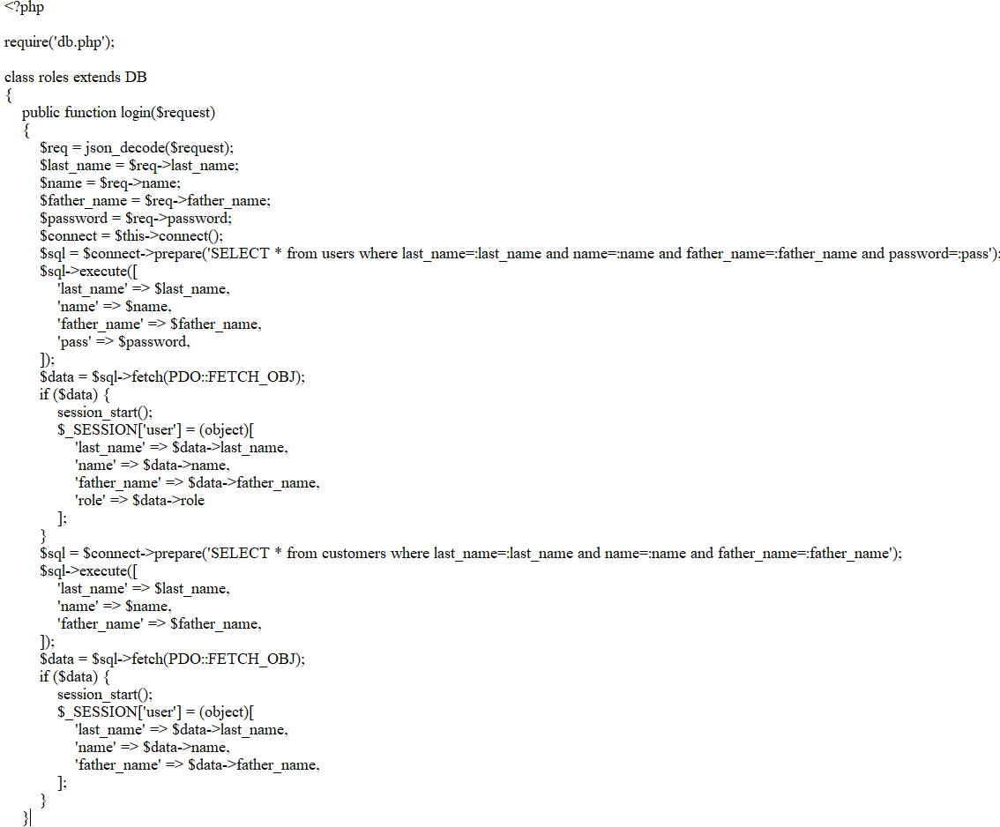 <?php
require('db.php');
class roles extends DB
{
public function login($request)
{
$req = json_decode($request);
$last_name = $req->last_name;
$name = $req->name;
$father_name = $req->father_name;
$password = $req->password;
$connect = $this->connect();
$sql = $connect->prepare('SELECT * from users where last_name=:last_name and name=:name and father_name=:father_name and password=:pass');
$sql->execute([
'last_name' => $last_name,
'name' => $name,
'father_name' => $father_name,
'pass' => $password,
]);
$data = $sql->fetch(PDO::FETCH_OBJ);
if ($data) {
session_start();
$_SESSION['user'] = (object)[
'last_name' => $data->last_name,
'name' => $data->name,
'father_name' => $data->father_name,
'role' => $data->role
];
}
$sql = $connect->prepare('SELECT * from customers where last_name=:last_name and name=:name and father_name=:father_name');
$sql->execute([
'last_name' => $last_name,
'name' => $name,
'father_name' => $father_name,
]);
$data = $sql->fetch(PDO::FETCH_OBJ);
if ($data) {
session_start();
$_SESSION['user'] = (object)[
'last_name' => $data->last_name,
'name' => $data->name,
'father_name' => $data->father_name,
];
}
}